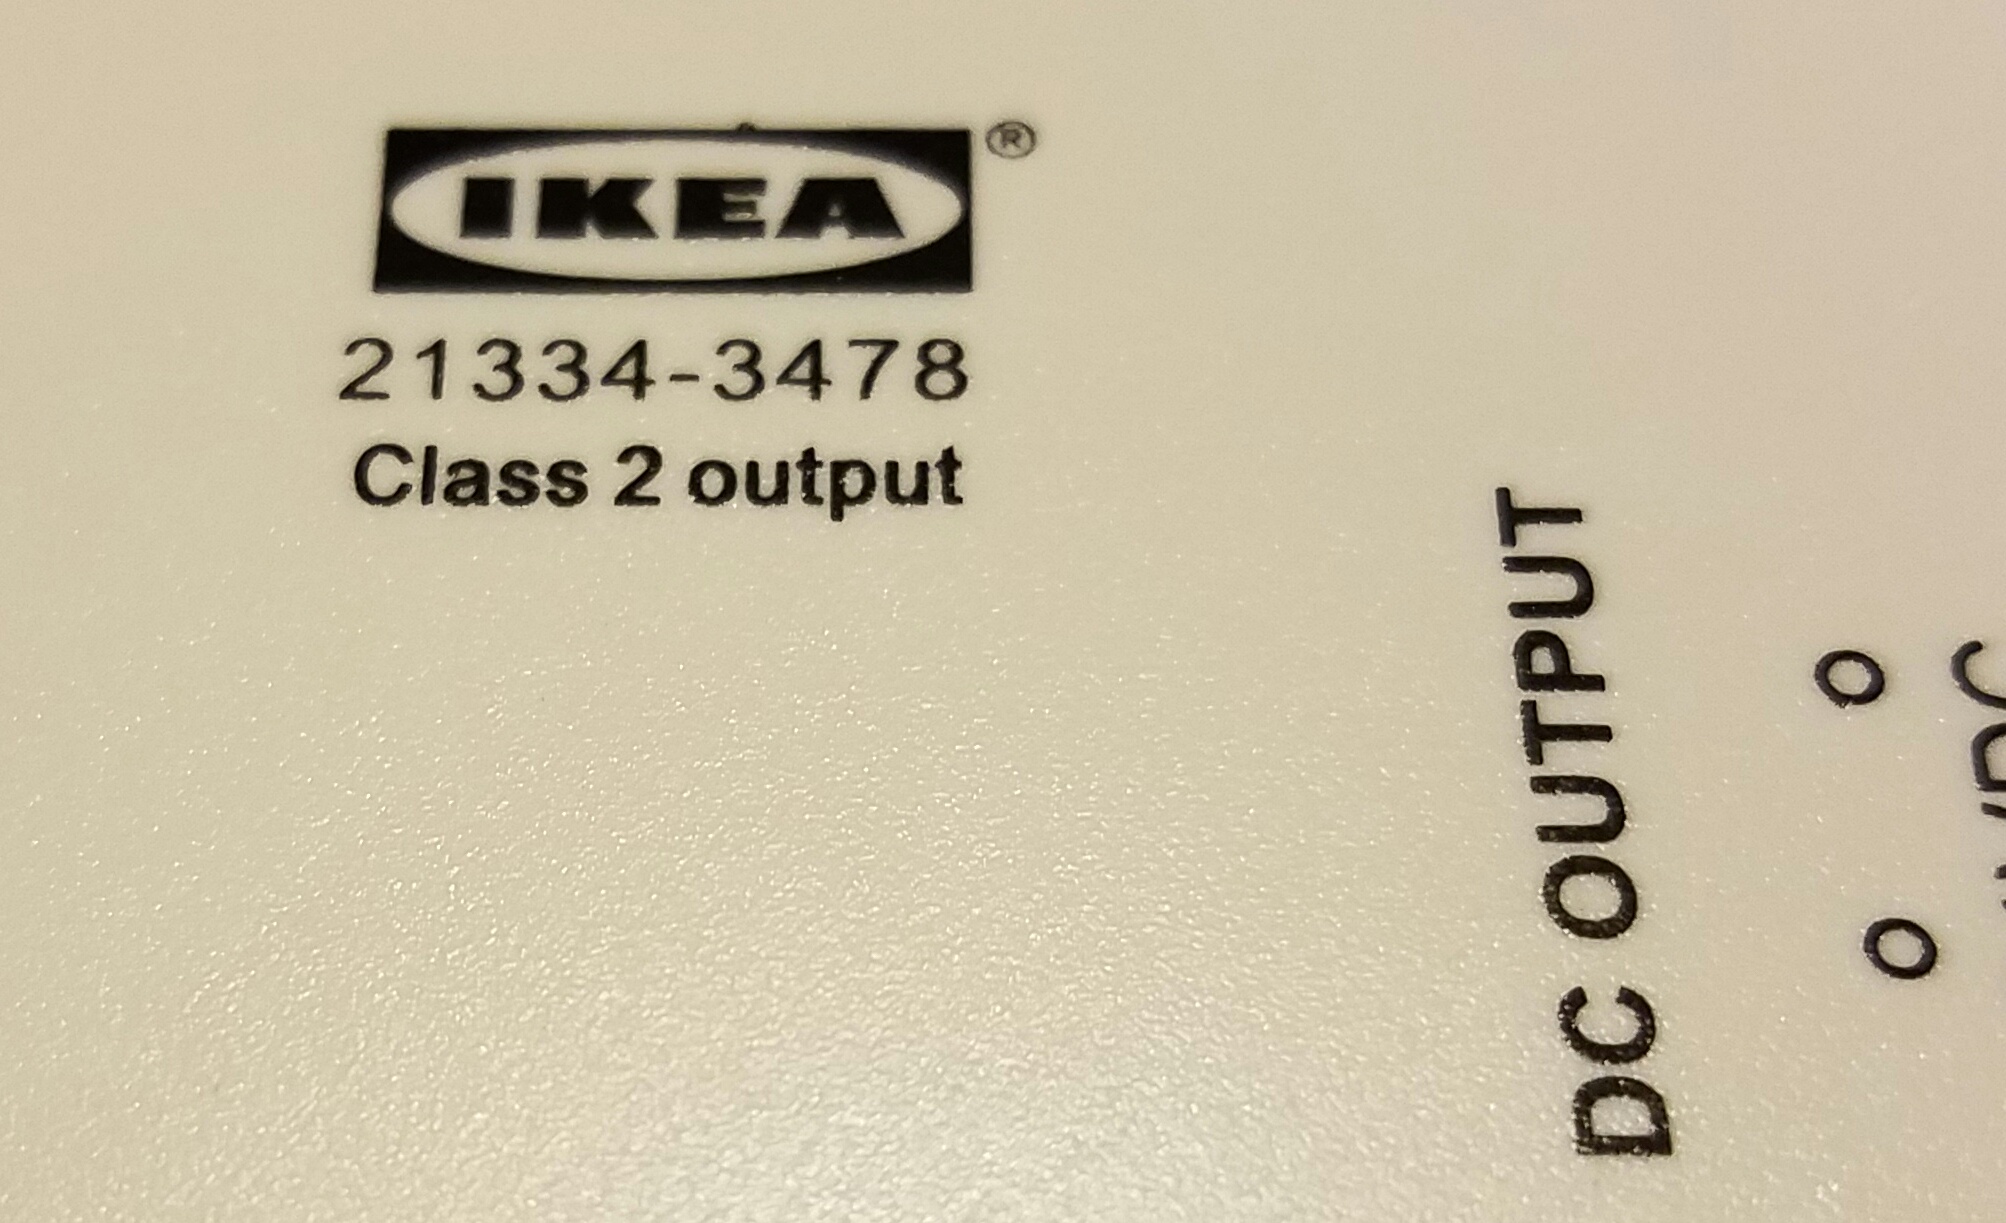 IKEA®
21334-3478
Class 2 output
DC OUTPUT